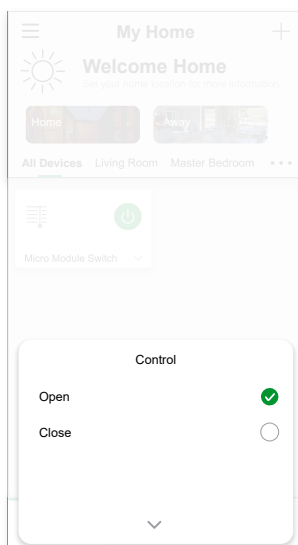 My Home
Welcome Home
Set your home location for more information
Home
Away
All Devices Living Room Master Bedroom
Micro Module Switch
Control
Open
Close